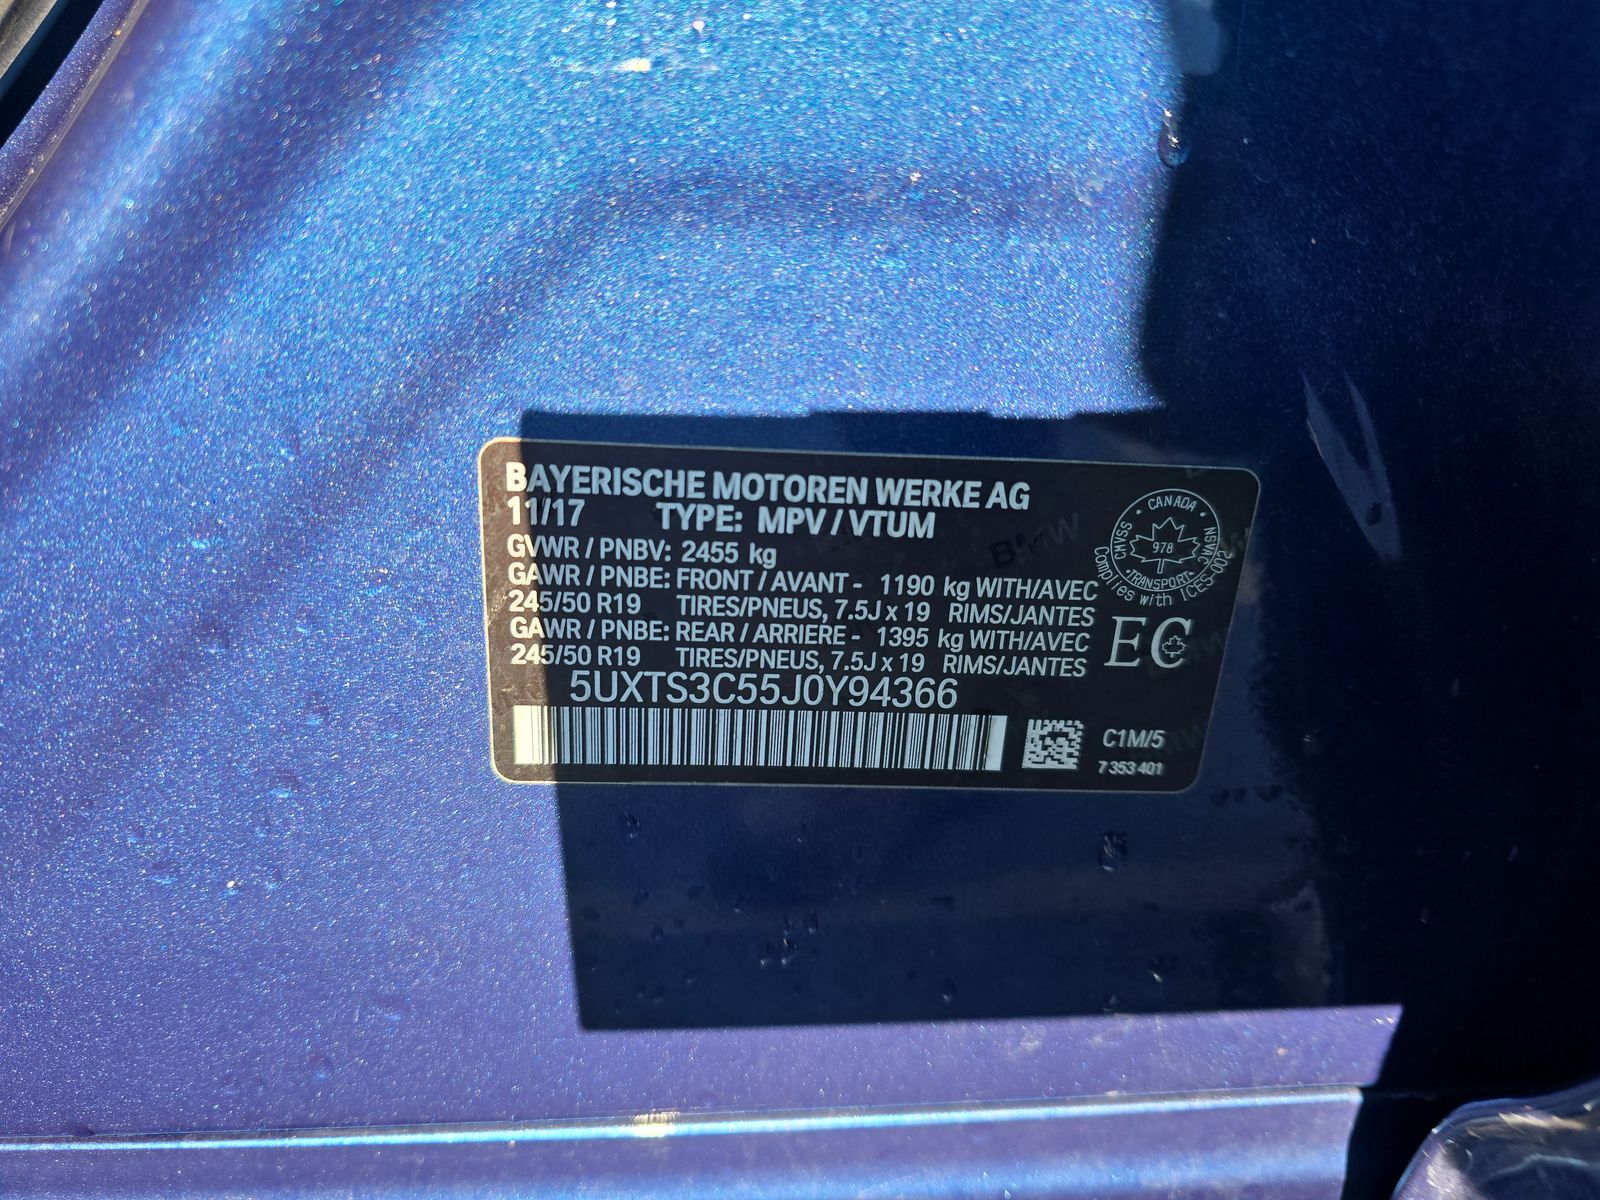 BAYERISCHE MOTOREN WERKE AG
11/17 TYPE: MPV / VTUM
GVWR / PNBV: 2455 kg
GAWR / PNBE: FRONT / AVANT - 1190 kg WITH/AVEC
245/50 R19 TIRES/PNEUS, 7.5J x 19 RIMS/JANTES
GAWR / PNBE: REAR / ARRIERE - 1395 kg WITH/AVEC
245/50 R19 TIRES/PNEUS, 7.5J x 19 RIMS/JANTES
5UXTS3C55J0Y94366
CANADA
CMVSS
NSVAC
978
TRANSPORT
Complies with ICES-002
EC
C1M/5
7 353 401
BMW